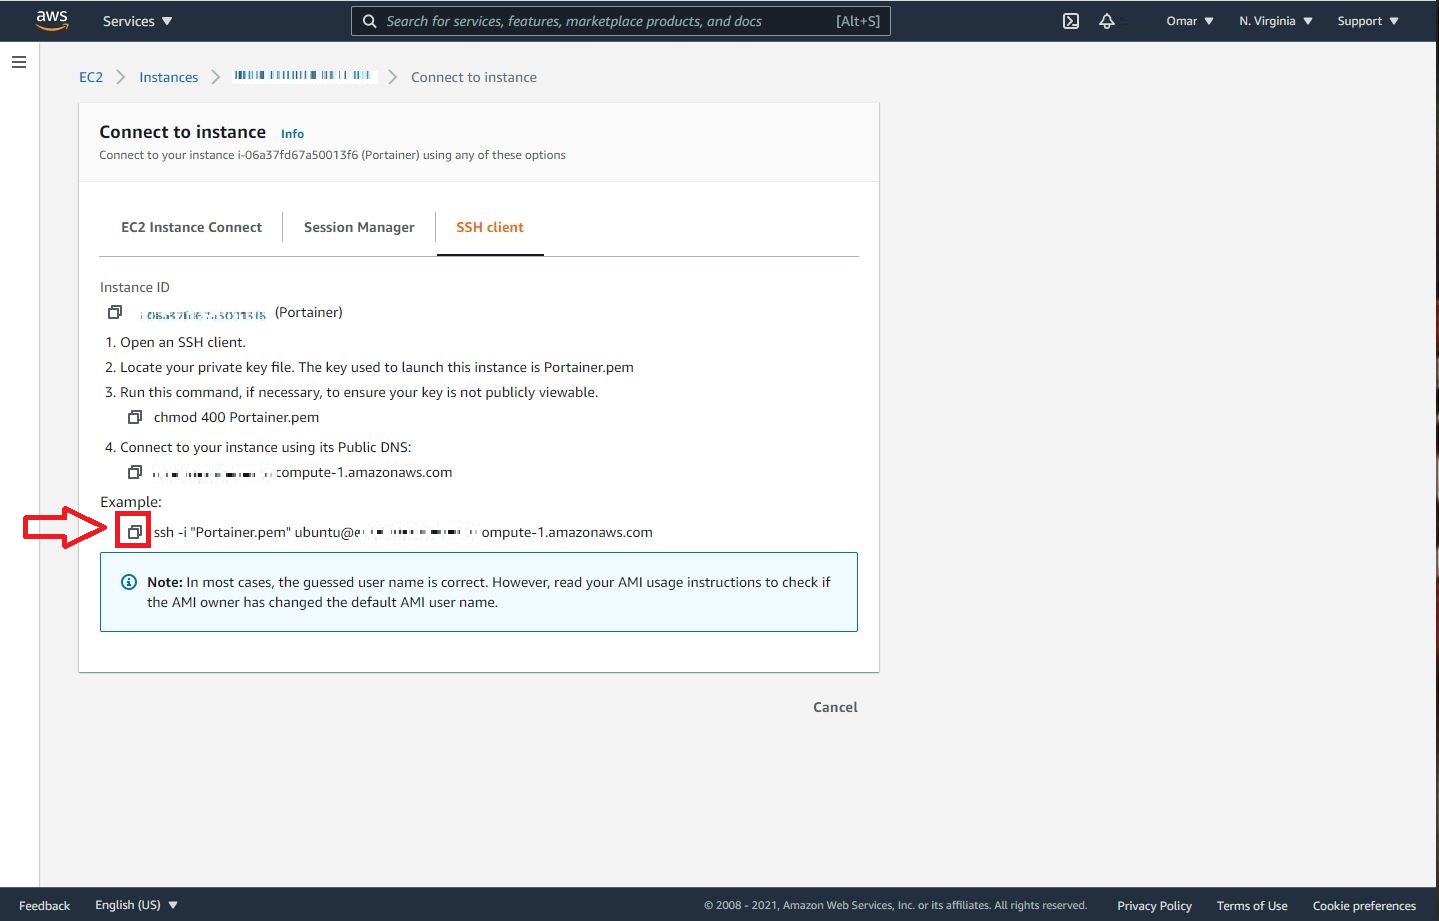 aws Services Search for services, features, marketplace products, and docs [Alt+S] Omar N. Virginia Support
EC2 Instances Connect to instance
Connect to instance Info
Connect to your instance i-06a37fd67a50013f6 (Portainer) using any of these options
EC2 Instance Connect Session Manager SSH client
Instance ID
(Portainer)
1. Open an SSH client.
2. Locate your private key file. The key used to launch this instance is Portainer.pem
3. Run this command, if necessary, to ensure your key is not publicly viewable.
chmod 400 Portainer.pem
4. Connect to your instance using its Public DNS:
compute-1.amazonaws.com
Example:
ssh -i "Portainer.pem" ubuntu@e ompute-1.amazonaws.com
Note: In most cases, the guessed user name is correct. However, read your AMI usage instructions to check if
the AMI owner has changed the default AMI user name.
Cancel
Feedback English (US) © 2008 - 2021, Amazon Web Services, Inc. or its affiliates. All rights reserved. Privacy Policy Terms of Use Cookie preferences